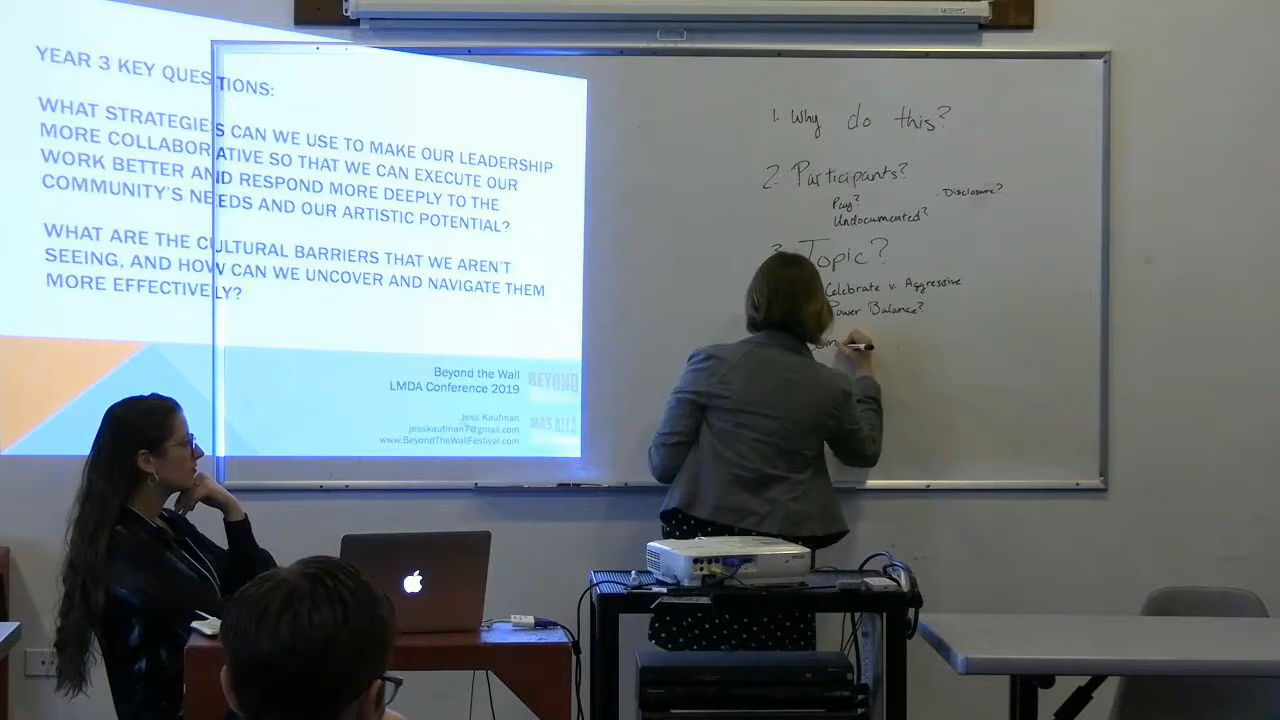 YEAR 3 KEY QUESTIONS:
WHAT STRATEGIES CAN WE USE TO MAKE OUR LEADERSHIP
MORE COLLABORATIVE SO THAT WE CAN EXECUTE OUR
WORK BETTER AND RESPOND MORE DEEPLY TO THE
COMMUNITY'S NEEDS AND OUR ARTISTIC POTENTIAL?
WHAT ARE THE CULTURAL BARRIERS THAT WE AREN'T
SEEING, AND HOW CAN WE UNCOVER AND NAVIGATE THEM
MORE EFFECTIVELY?
Beyond the Wall
LMDA Conference 2019
Jess Kaufman
jesskaufman7@gmail.com
www.BeyondTheWallFestival.com
BEYOND
MÁS ALLÁ
1. Why do this?
2. Participants?
Pay?
Undocumented?
· Disclosure?
3. Topic?
Celebrate v. Aggressive
Power Balance?